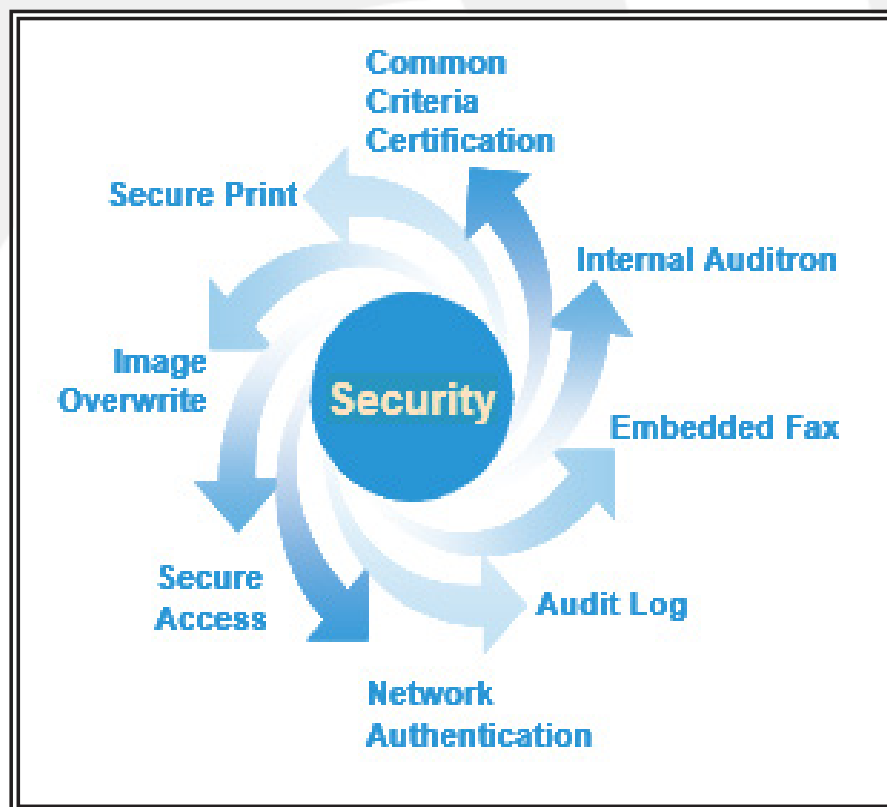 Common
Criteria
Certification
Secure Print
Internal Auditron
Image
Overwrite
Security
Embedded Fax
Secure
Access
Audit Log
Network
Authentication